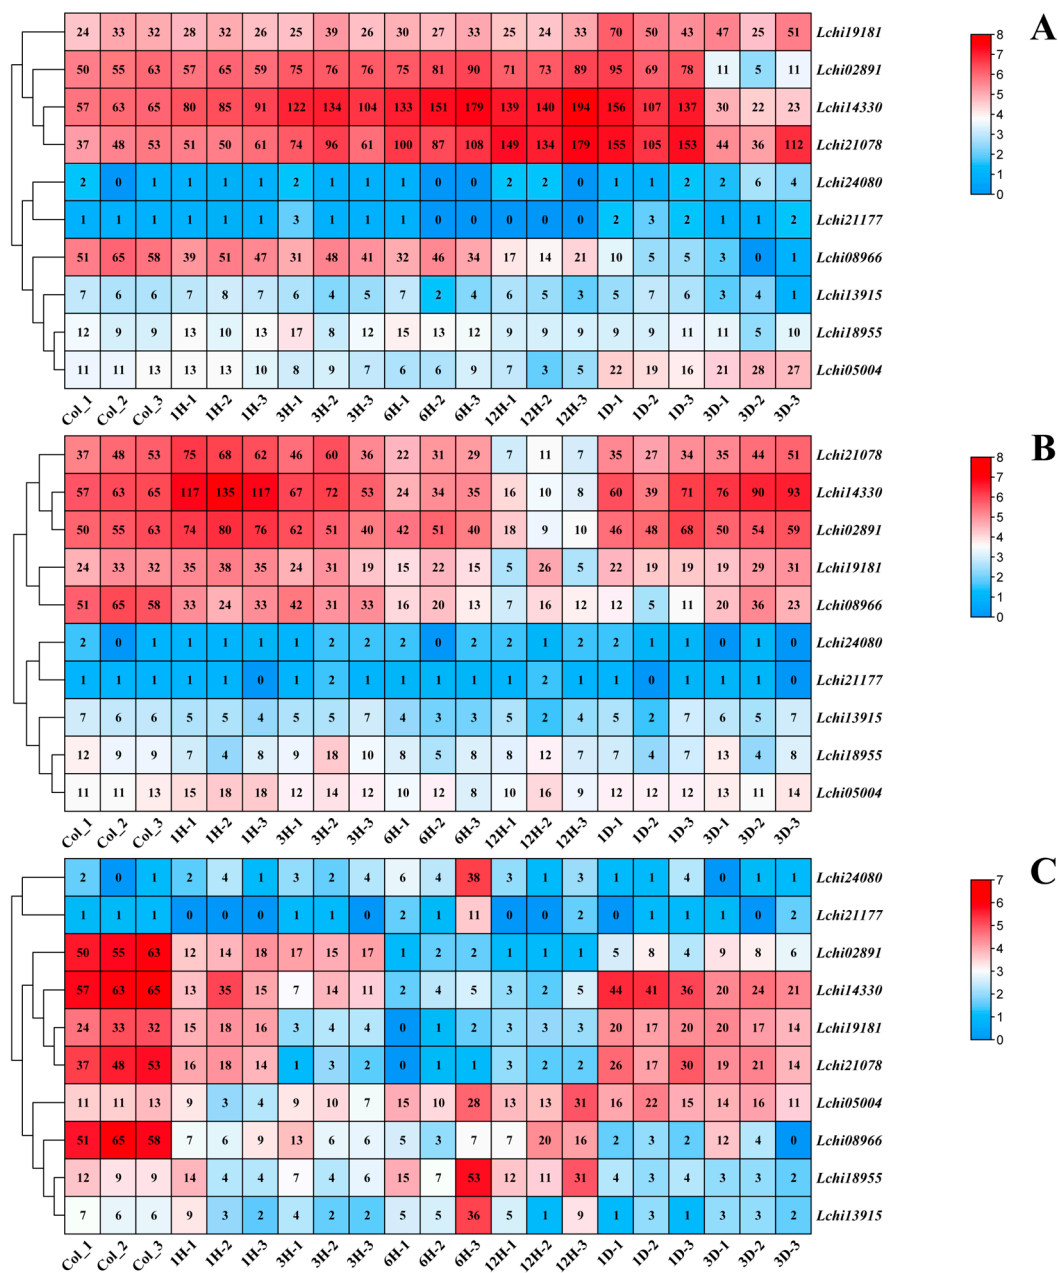 A
24 33 32 28 32 26 25 39 26 30 27 33 25 24 33 70 50 43 47 25 51 Lchi19181
50 55 63 57 65 59 75 76 76 75 81 90 71 73 89 95 69 78 11 5 11 Lchi02891
57 63 65 80 85 91 122 134 104 133 151 179 139 140 194 156 107 137 30 22 23 Lchi14330
37 48 53 51 50 61 74 96 61 100 87 108 149 134 179 155 105 153 44 36 112 Lchi21078
2 0 1 1 1 1 2 1 1 1 0 0 2 2 0 1 1 2 2 6 4 Lchi24080
1 1 1 1 1 1 3 1 1 1 0 0 0 0 0 2 3 2 1 1 2 Lchi21177
51 65 58 39 51 47 31 48 41 32 46 34 17 14 21 10 5 5 3 0 1 Lchi08966
7 6 6 7 8 7 6 4 5 7 2 4 6 5 3 5 7 6 3 4 1 Lchi13915
12 9 9 13 10 13 17 8 12 15 13 12 9 9 9 9 9 11 11 5 10 Lchi18955
11 11 13 13 13 10 8 9 7 6 6 9 7 3 5 22 19 16 21 28 27 Lchi05004
Col_1 Col_2 Col_3 1H-1 1H-2 1H-3 3H-1 3H-2 3H-3 6H-1 6H-2 6H-3 12H-1 12H-2 12H-3 1D-1 1D-2 1D-3 3D-1 3D-2 3D-3
8
7
6
5
4
3
2
1
0
B
37 48 53 75 68 62 46 60 36 22 31 29 7 11 7 35 27 34 35 44 51 Lchi21078
57 63 65 117 135 117 67 72 53 24 34 35 16 10 8 60 39 71 76 90 93 Lchi14330
50 55 63 74 80 76 62 51 40 42 51 40 18 9 10 46 48 68 50 54 59 Lchi02891
24 33 32 35 38 35 24 31 19 15 22 15 5 26 5 22 19 19 19 29 31 Lchi19181
51 65 58 33 24 33 42 31 33 16 20 13 7 16 12 12 5 11 20 36 23 Lchi08966
2 0 1 1 1 1 1 2 2 2 0 2 2 1 2 2 1 1 0 1 0 Lchi24080
1 1 1 1 1 0 1 2 1 1 1 1 1 2 1 1 0 1 1 1 0 Lchi21177
7 6 6 5 5 4 5 5 7 4 3 3 5 2 4 5 2 7 6 5 7 Lchi13915
12 9 9 7 4 8 9 18 10 8 5 8 8 12 7 7 4 7 13 4 8 Lchi18955
11 11 13 15 18 18 12 14 12 10 12 8 10 16 9 12 12 12 13 11 14 Lchi05004
Col_1 Col_2 Col_3 1H-1 1H-2 1H-3 3H-1 3H-2 3H-3 6H-1 6H-2 6H-3 12H-1 12H-2 12H-3 1D-1 1D-2 1D-3 3D-1 3D-2 3D-3
8
7
6
5
4
3
2
1
0
C
2 0 1 2 4 1 3 2 4 6 4 38 3 1 3 1 1 4 0 1 1 Lchi24080
1 1 1 0 0 0 1 1 0 2 1 11 0 0 2 0 1 1 1 0 2 Lchi21177
50 55 63 12 14 18 17 15 17 1 2 2 1 1 1 5 8 4 9 8 6 Lchi02891
57 63 65 13 35 15 7 14 11 2 4 5 3 2 5 44 41 36 20 24 21 Lchi14330
24 33 32 15 18 16 3 4 4 0 1 2 3 3 3 20 17 20 20 17 14 Lchi19181
37 48 53 16 18 14 1 3 2 0 1 1 3 2 2 26 17 30 19 21 14 Lchi21078
11 11 13 9 3 4 9 10 7 15 10 28 13 13 31 16 22 15 14 16 11 Lchi05004
51 65 58 7 6 9 13 6 6 5 3 7 7 20 16 2 3 2 12 4 0 Lchi08966
12 9 9 14 4 4 7 4 6 15 7 53 12 11 31 4 3 4 3 3 2 Lchi18955
7 6 6 9 3 2 4 2 2 5 5 36 5 1 9 1 3 1 3 3 2 Lchi13915
Col_1 Col_2 Col_3 1H-1 1H-2 1H-3 3H-1 3H-2 3H-3 6H-1 6H-2 6H-3 12H-1 12H-2 12H-3 1D-1 1D-2 1D-3 3D-1 3D-2 3D-3
7
6
5
4
3
2
1
0